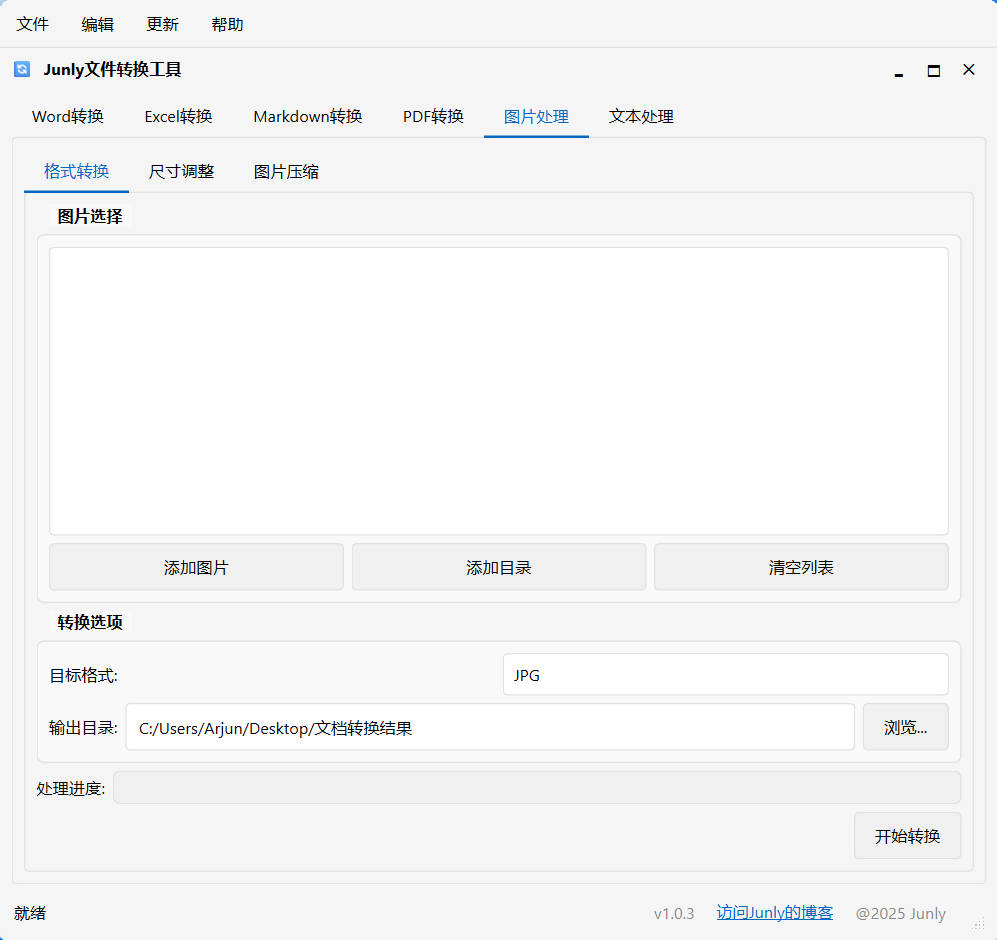 文件 编辑 更新 帮助
Junly文件转换工具
Word转换 Excel转换 Markdown转换 PDF转换 图片处理 文本处理
格式转换 尺寸调整 图片压缩
图片选择
添加图片 添加目录 清空列表
转换选项
目标格式: JPG
输出目录: C:/Users/Arjun/Desktop/文档转换结果 浏览...
处理进度:
开始转换
就绪 v1.0.3 访问Junly的博客 @2025 Junly